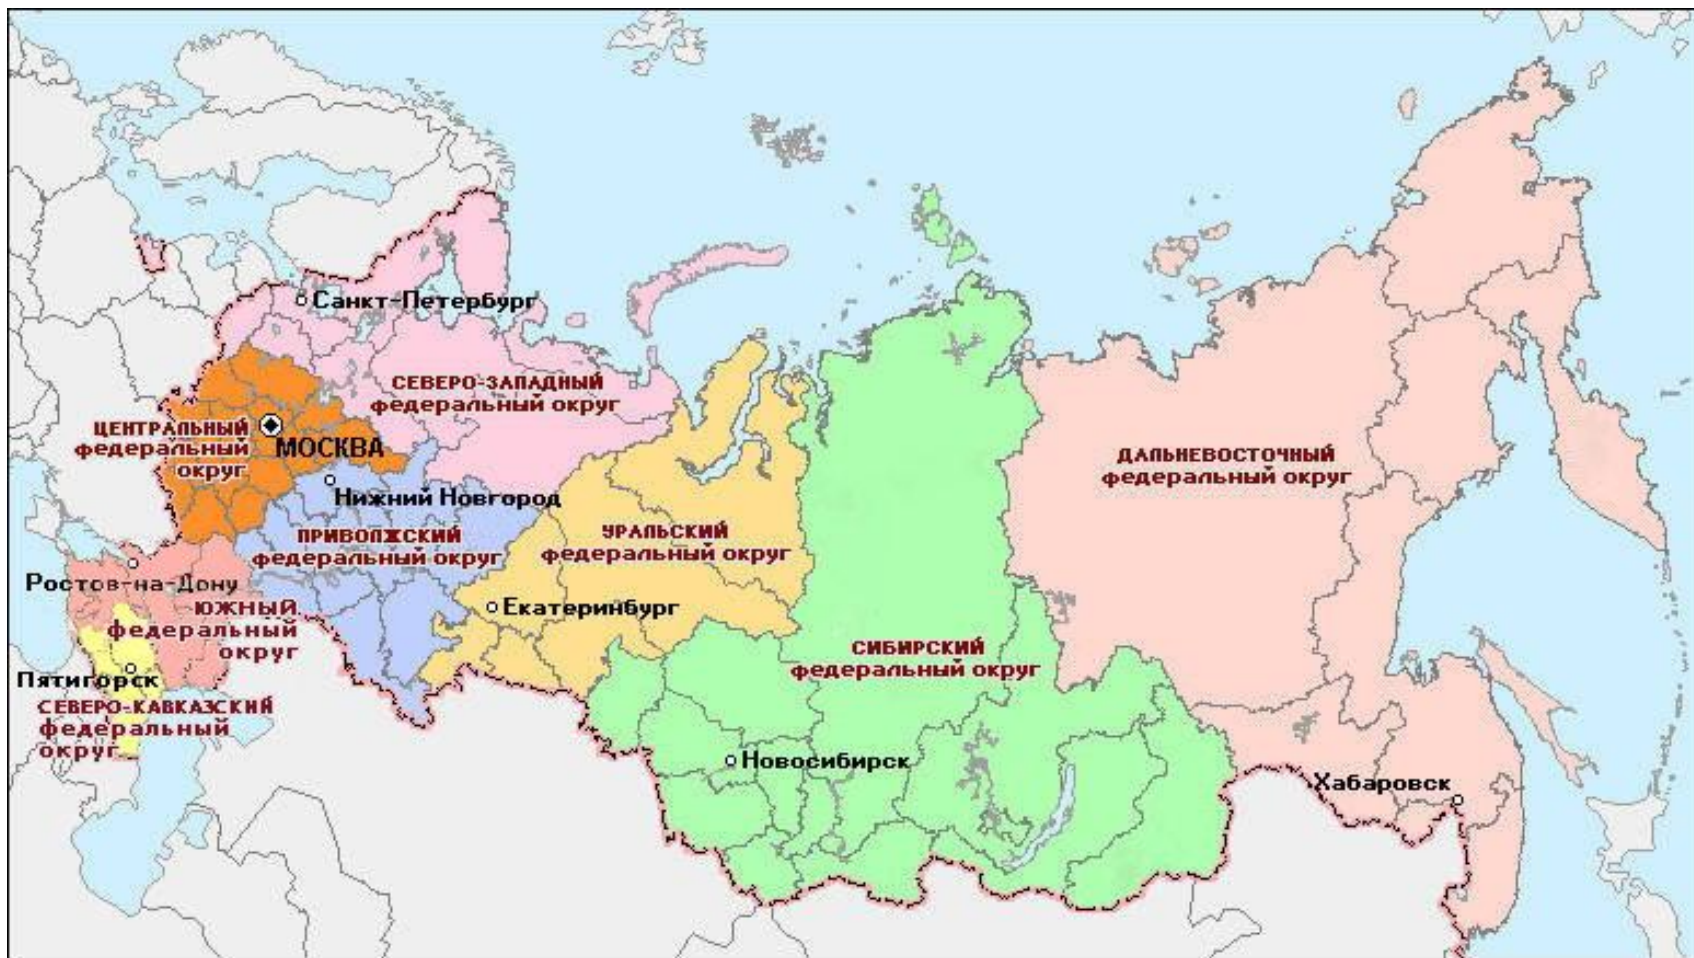 Санкт-Петербург
СЕВЕРО-ЗАПАДНЫЙ
федеральный округ
ЦЕНТРАЛЬНЫЙ
федеральный
округ
МОСКВА
Нижний Новгород
ПРИВОЛЖСКИЙ
федеральный округ
УРАЛЬСКИЙ
федеральный округ
ДАЛЬНЕВОСТОЧНЫЙ
федеральный округ
Ростов-на-Дону
ЮЖНЫЙ
федеральный
округ
Екатеринбург
СИБИРСКИЙ
федеральный округ
Пятигорск
СЕВЕРО-КАВКАЗСКИЙ
федеральный
округ
Новосибирск
Хабаровск